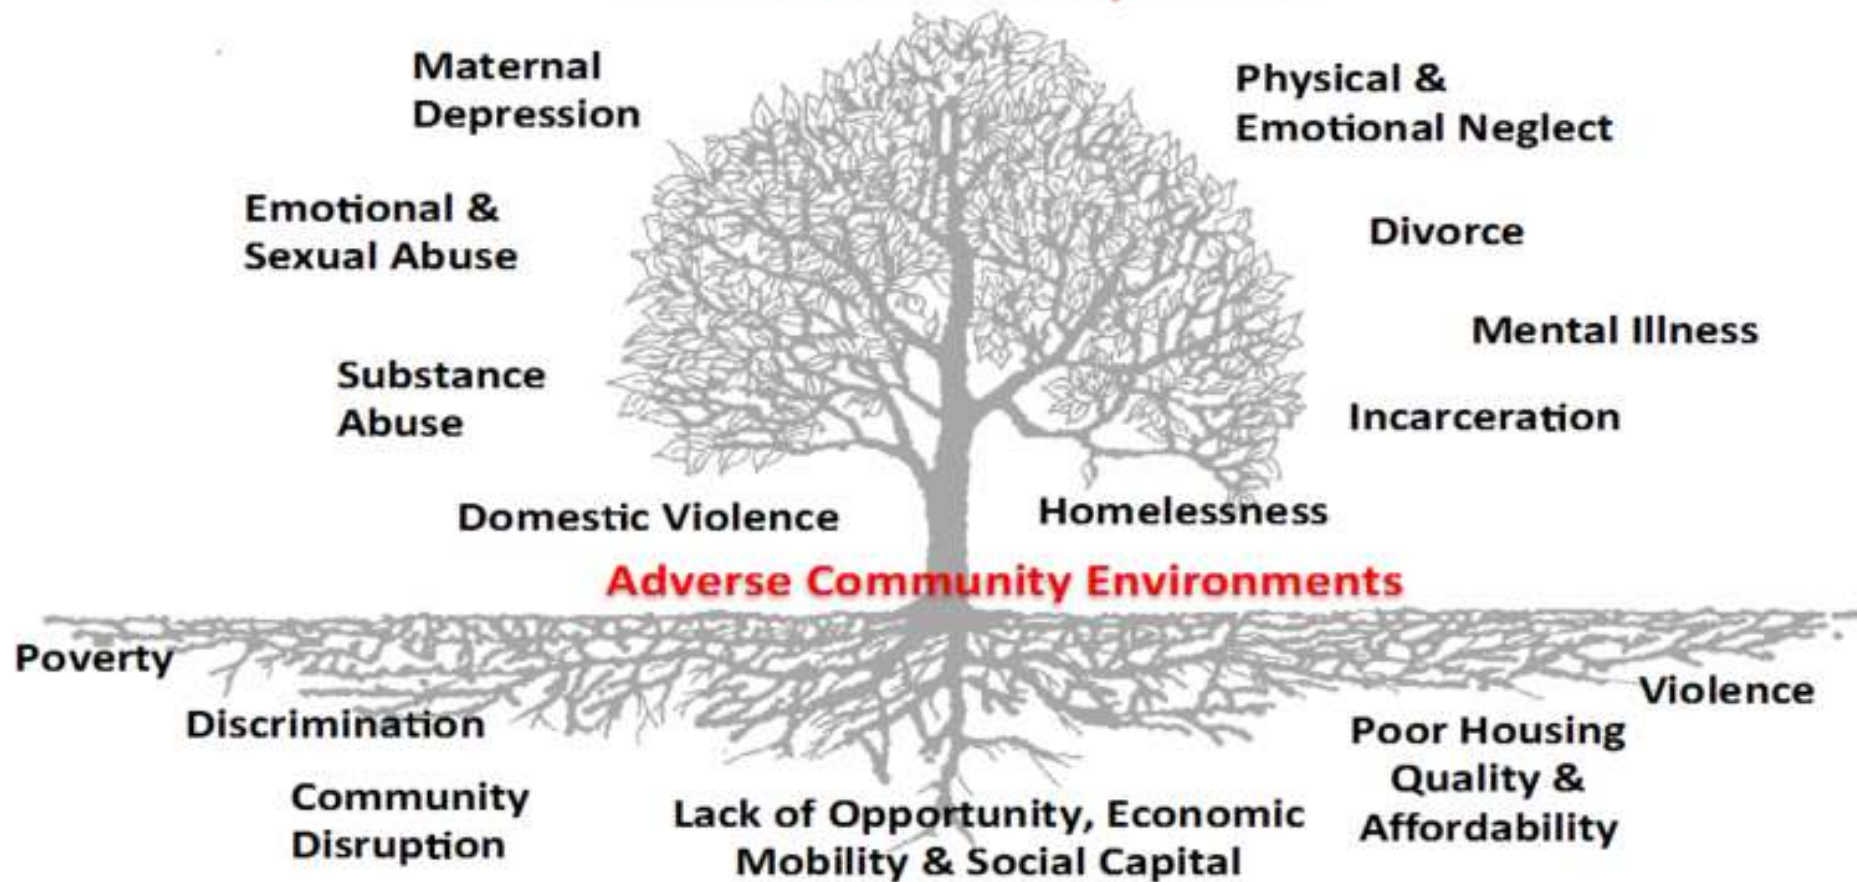 Maternal
Depression
Physical &
Emotional Neglect
Emotional &
Sexual Abuse
Divorce
Mental Illness
Substance
Abuse
Incarceration
Domestic Violence
Homelessness
Adverse Community Environments
Poverty
Violence
Discrimination
Poor Housing
Quality &
Affordability
Community
Disruption
Lack of Opportunity, Economic
Mobility & Social Capital